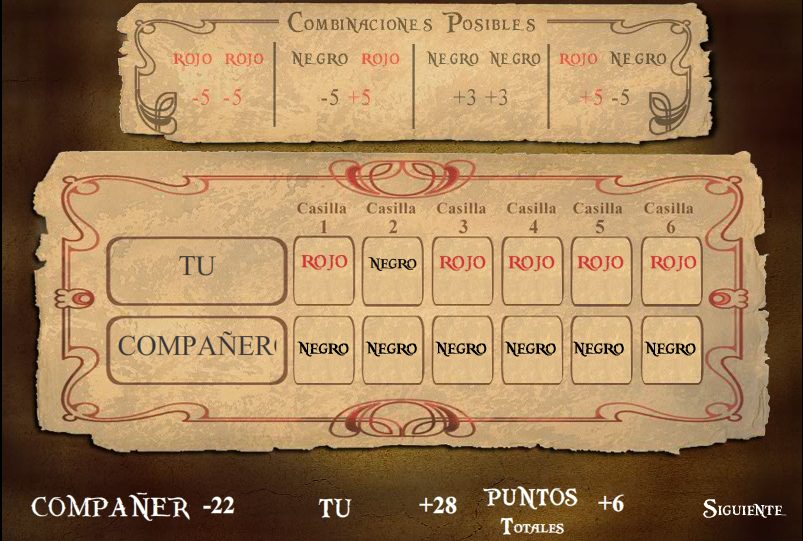 COMBINACIONES POSIBLES
ROJO ROJO NEGRO ROJO NEGRO NEGRO ROJO NEGRO
-5 -5 -5 +5 +3 +3 +5 -5
Casilla Casilla Casilla Casilla Casilla Casilla
1 2 3 4 5 6
TU ROJO NEGRO ROJO ROJO ROJO ROJO
COMPAÑER NEGRO NEGRO NEGRO NEGRO NEGRO NEGRO
COMPAÑER -22 TU +28 PUNTOS +6 SIGUIENTE
TOTALES